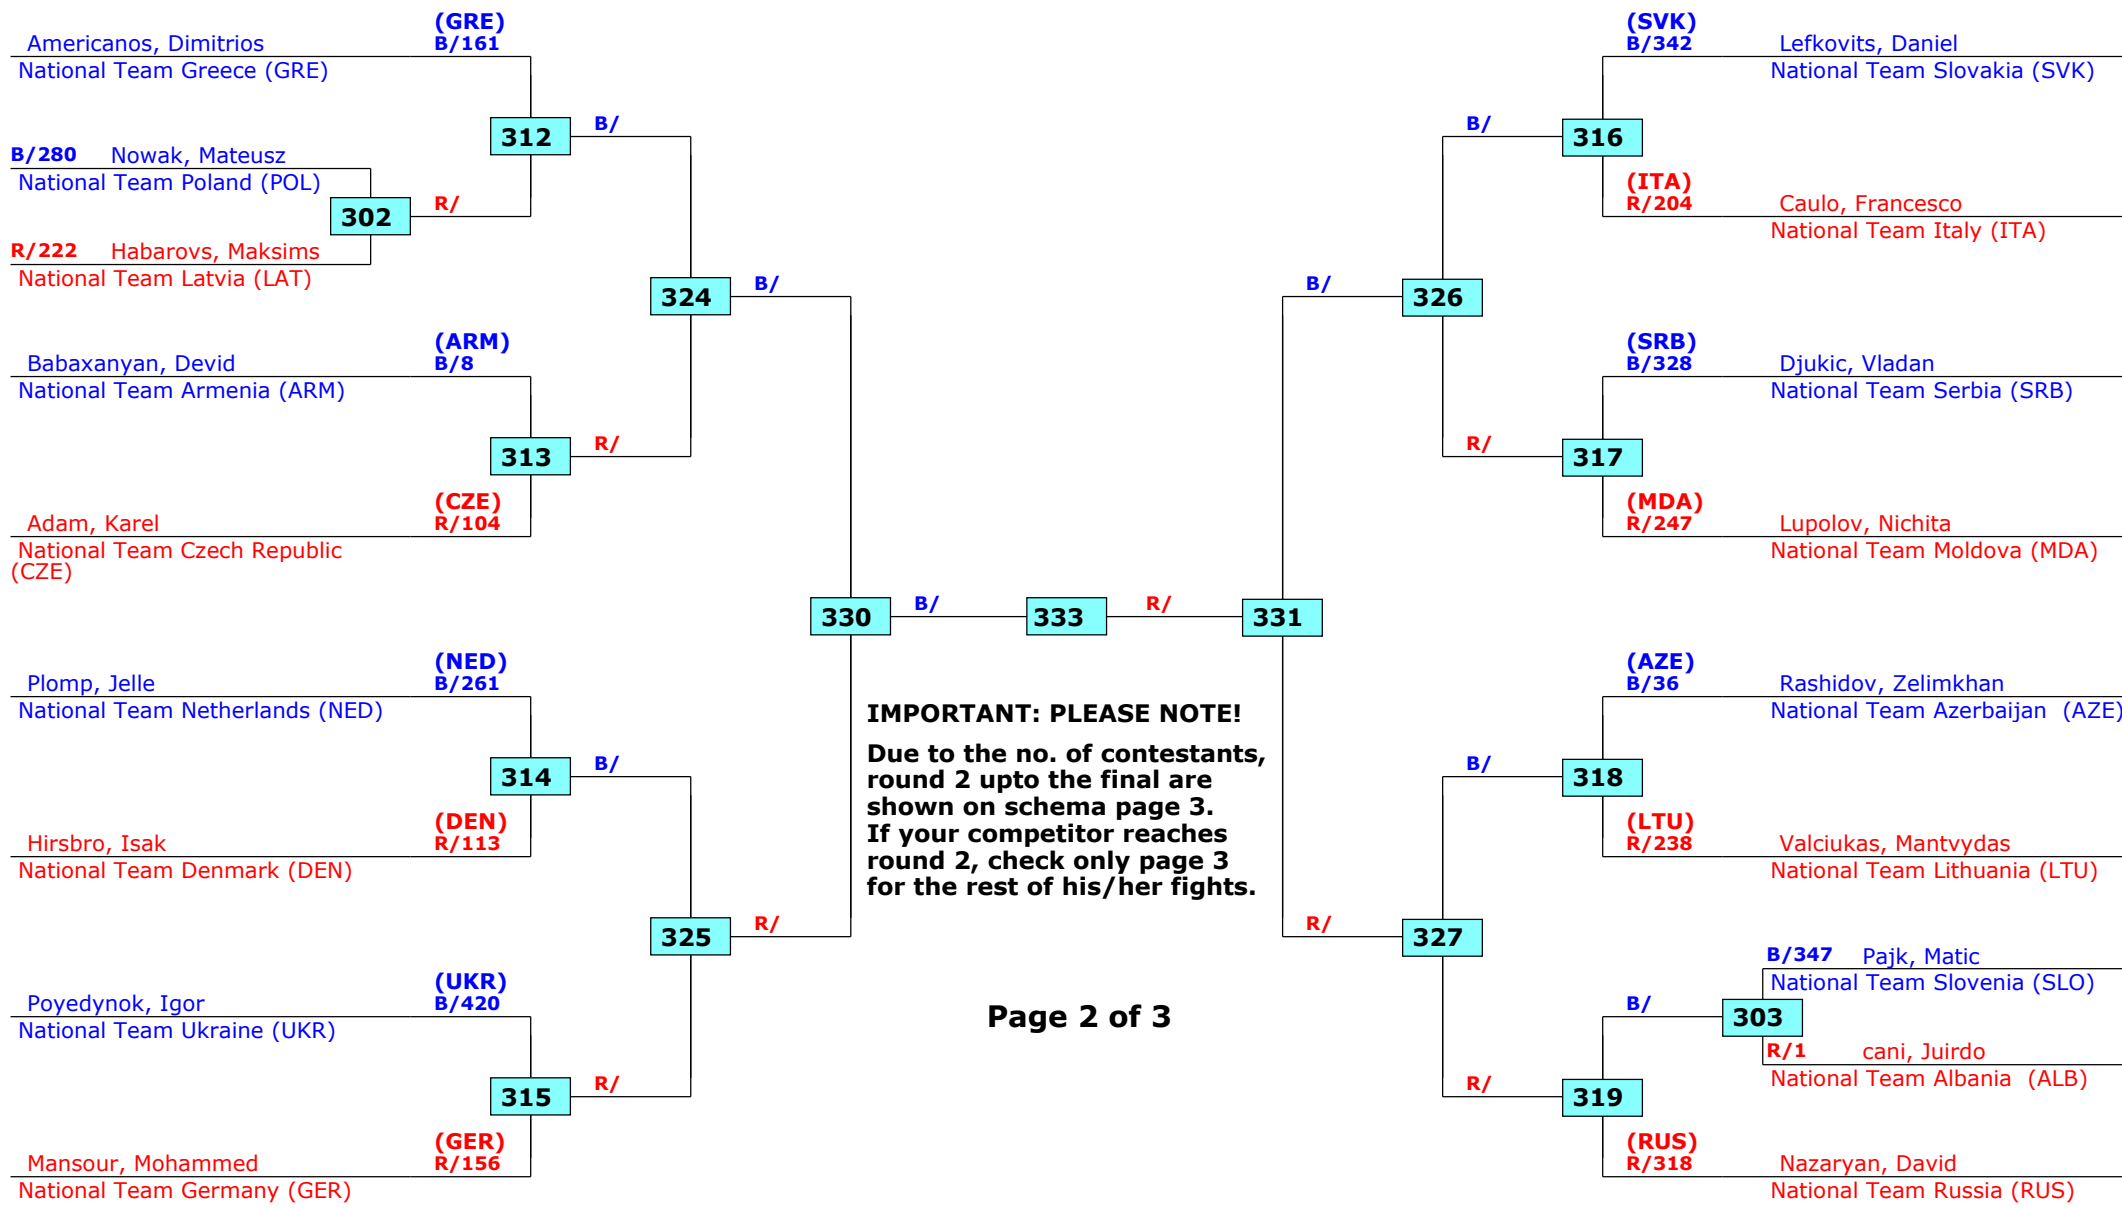 (GRE)
Americanos, Dimitrios B/161
National Team Greece (GRE)
312
B/
B/280 Nowak, Mateusz
National Team Poland (POL)
302
R/
R/222 Habarovs, Maksims
National Team Latvia (LAT)
324
B/
(ARM)
Babaxanyan, Devid B/8
National Team Armenia (ARM)
313
R/
(CZE)
Adam, Karel R/104
National Team Czech Republic
(CZE)
330
B/
333
R/
331
(NED)
Plomp, Jelle B/261
National Team Netherlands (NED)
314
B/
(DEN)
Hirsbro, Isak R/113
National Team Denmark (DEN)
325
R/
(UKR)
Poyedynok, Igor B/420
National Team Ukraine (UKR)
315
R/
(GER)
Mansour, Mohammed R/156
National Team Germany (GER)
IMPORTANT: PLEASE NOTE!
Due to the no. of contestants,
round 2 upto the final are
shown on schema page 3.
If your competitor reaches
round 2, check only page 3
for the rest of his/her fights.
Page 2 of 3
(SVK)
B/342 Lefkovits, Daniel
National Team Slovakia (SVK)
B/
316
(ITA)
R/204 Caulo, Francesco
National Team Italy (ITA)
B/
326
(SRB)
B/328 Djukic, Vladan
National Team Serbia (SRB)
R/
317
(MDA)
R/247 Lupolov, Nichita
National Team Moldova (MDA)
(AZE)
B/36 Rashidov, Zelimkhan
National Team Azerbaijan (AZE)
B/
318
(LTU)
R/238 Valciukas, Mantvydas
National Team Lithuania (LTU)
R/
327
B/347 Pajk, Matic
National Team Slovenia (SLO)
B/
303
R/1 cani, Juirdo
National Team Albania (ALB)
R/
319
(RUS)
R/318 Nazaryan, David
National Team Russia (RUS)